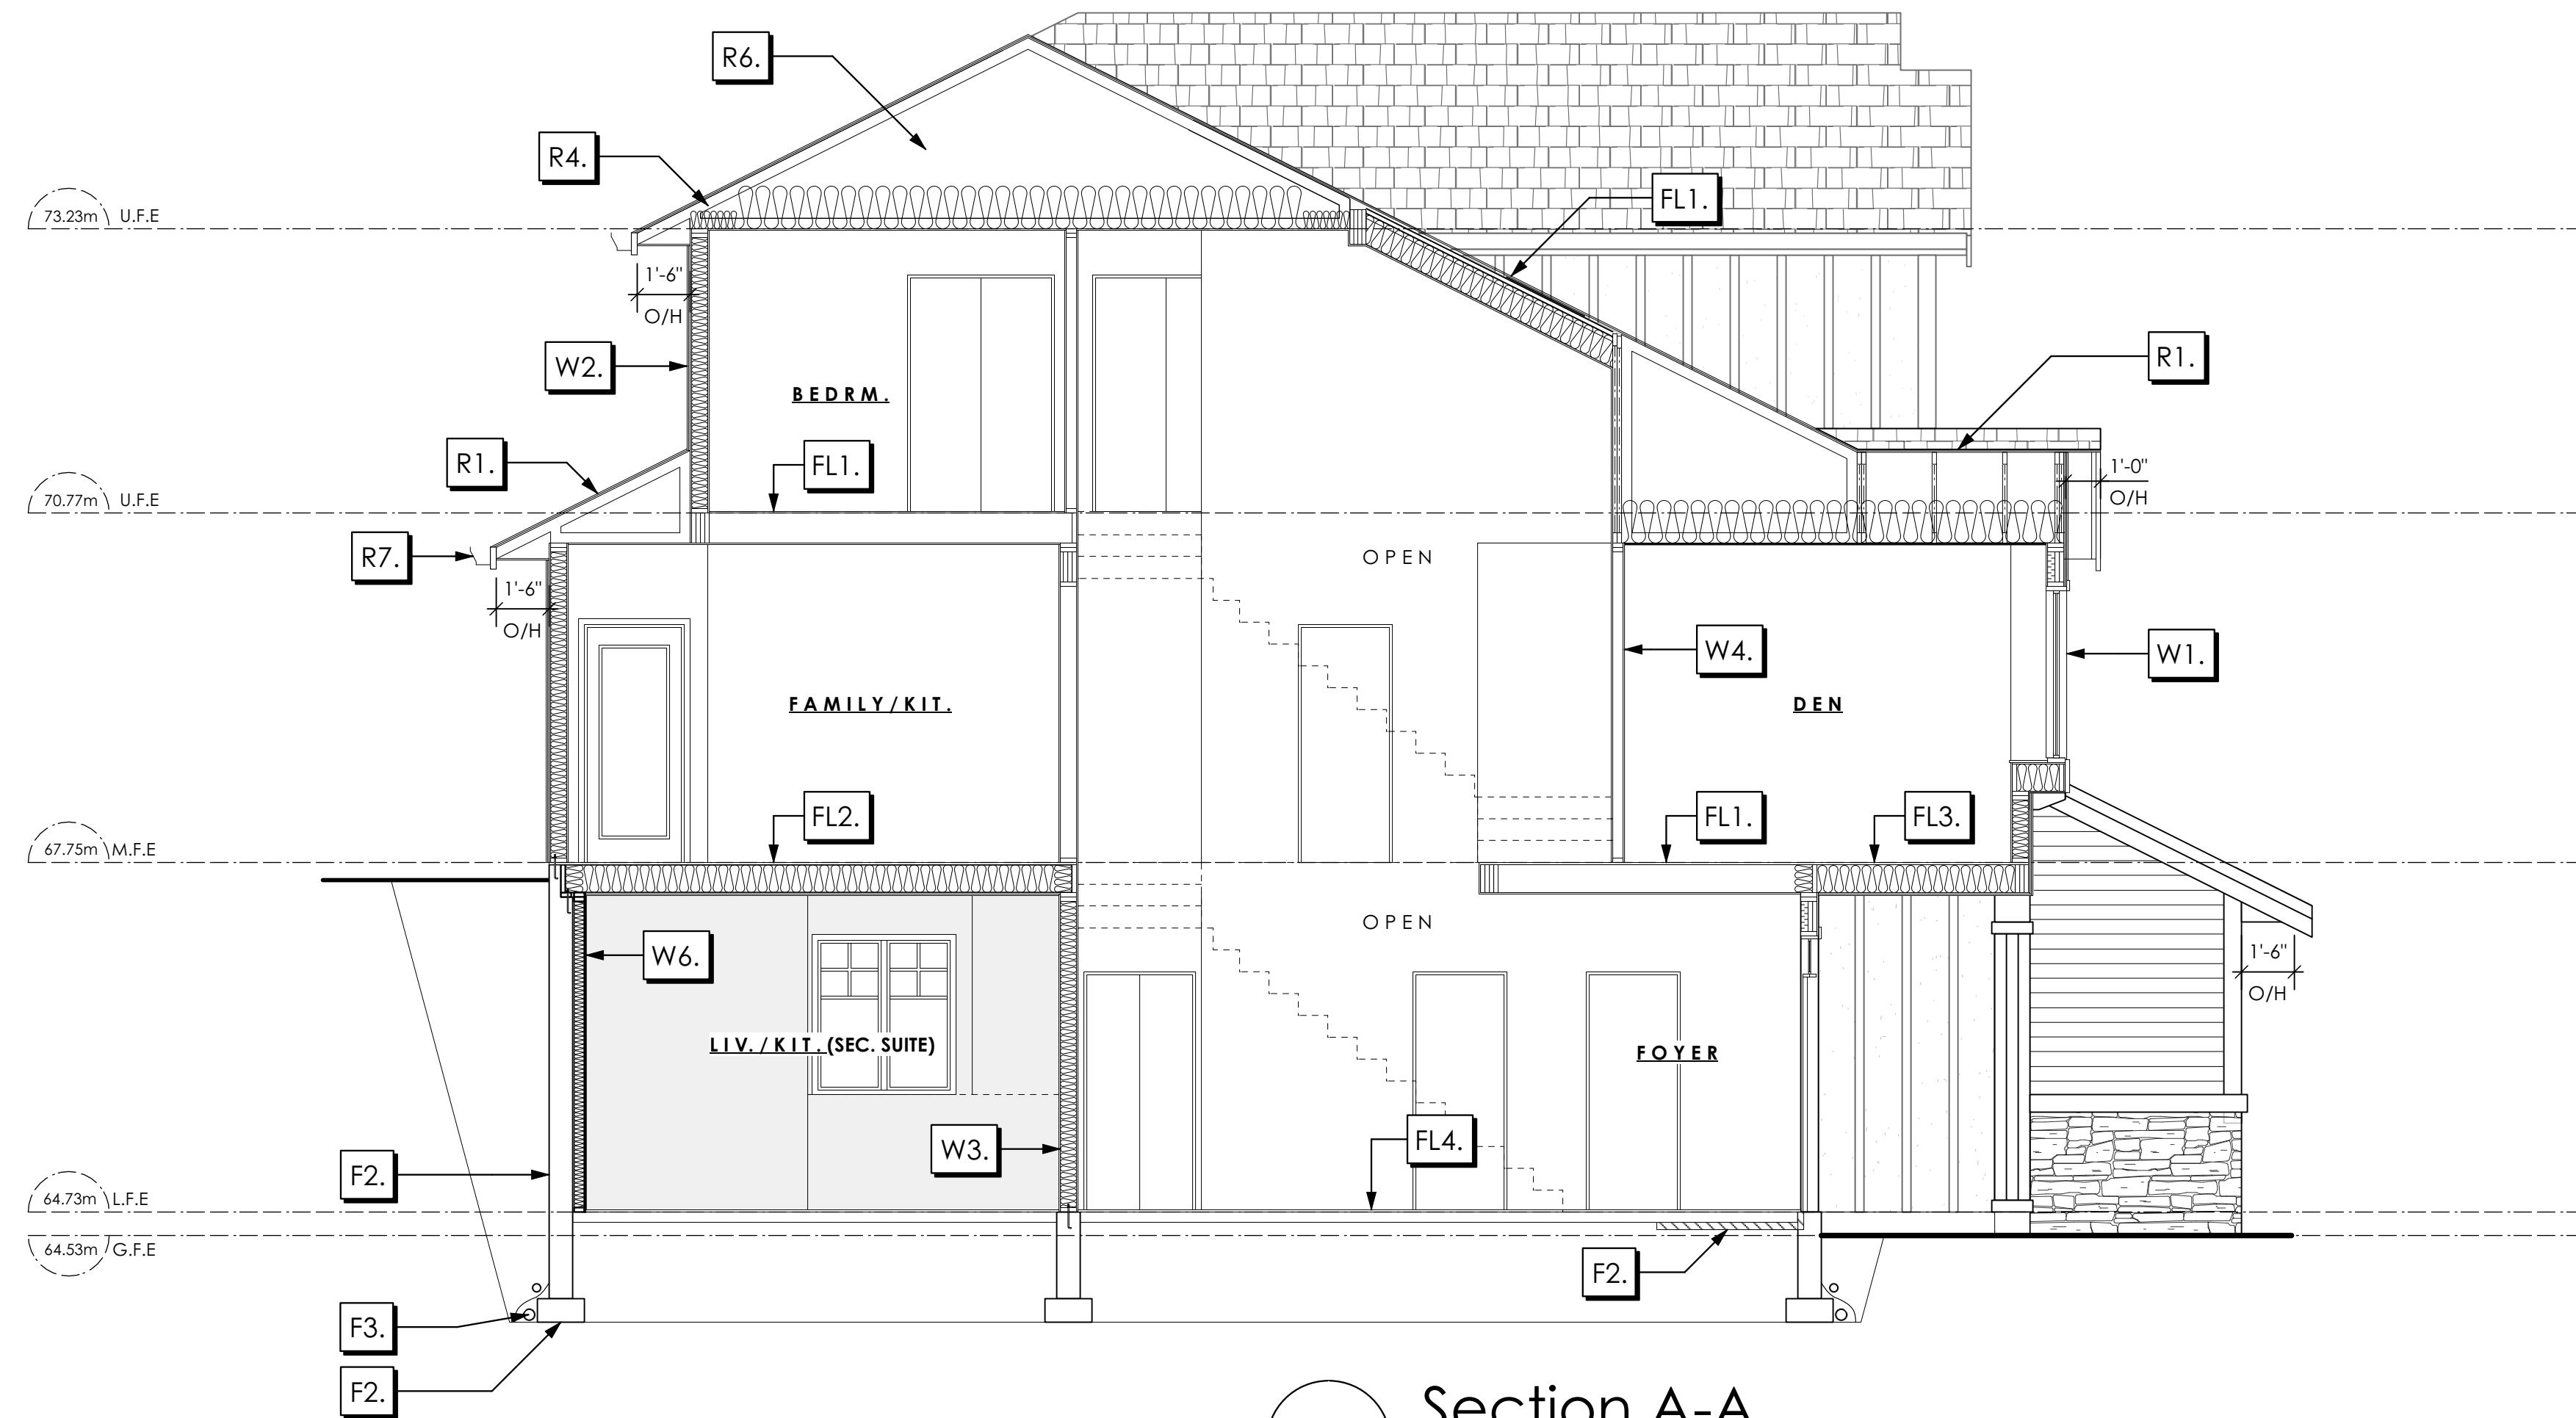 R6.
R4.
FL1.
73.23m U.F.E
1'-6"
O/H
W2.
R1.
BEDRM.
R1.
FL1.
1'-0"
O/H
70.77m U.F.E
R7.
OPEN
1'-6"
O/H
W4.
W1.
FAMILY/KIT.
DEN
FL2.
FL1.
FL3.
67.75m M.F.E
OPEN
W6.
1'-6"
O/H
LIV./KIT.(SEC. SUITE)
FOYER
W3.
FL4.
F2.
64.73m L.F.E
64.53m G.F.E
F2.
F3.
F2.
Section A-A